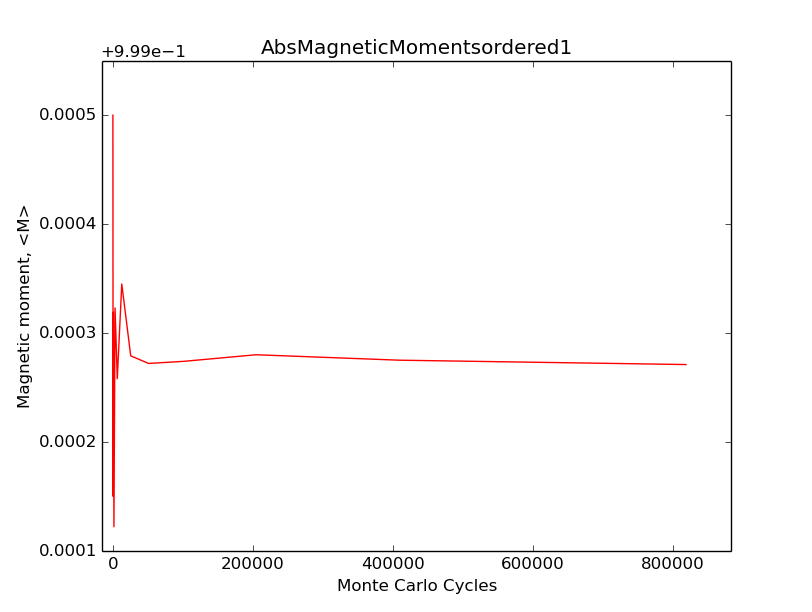 AbsMagneticMomentsordered1
+9.99e−1
0.0005
0.0004
0.0003
0.0002
0.0001
Magnetic moment, <M>
0 200000 400000 600000 800000
Monte Carlo Cycles